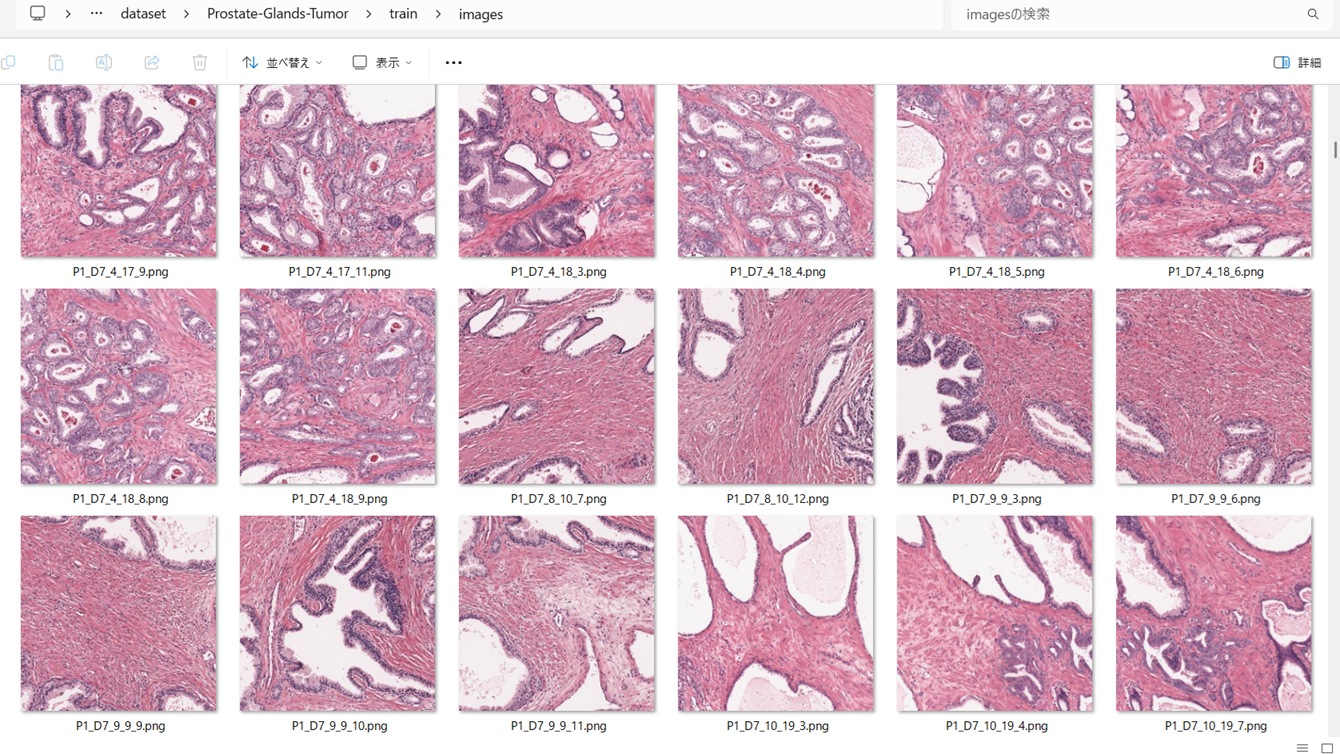 dataset > Prostate-Glands-Tumor > train > images
imagesの検索
並べ替え 表示 詳細
P1_D7_4_17_9.png P1_D7_4_17_11.png P1_D7_4_18_3.png P1_D7_4_18_4.png P1_D7_4_18_5.png P1_D7_4_18_6.png
P1_D7_4_18_8.png P1_D7_4_18_9.png P1_D7_8_10_7.png P1_D7_8_10_12.png P1_D7_9_9_3.png P1_D7_9_9_6.png
P1_D7_9_9_9.png P1_D7_9_9_10.png P1_D7_9_9_11.png P1_D7_10_19_3.png P1_D7_10_19_4.png P1_D7_10_19_7.png